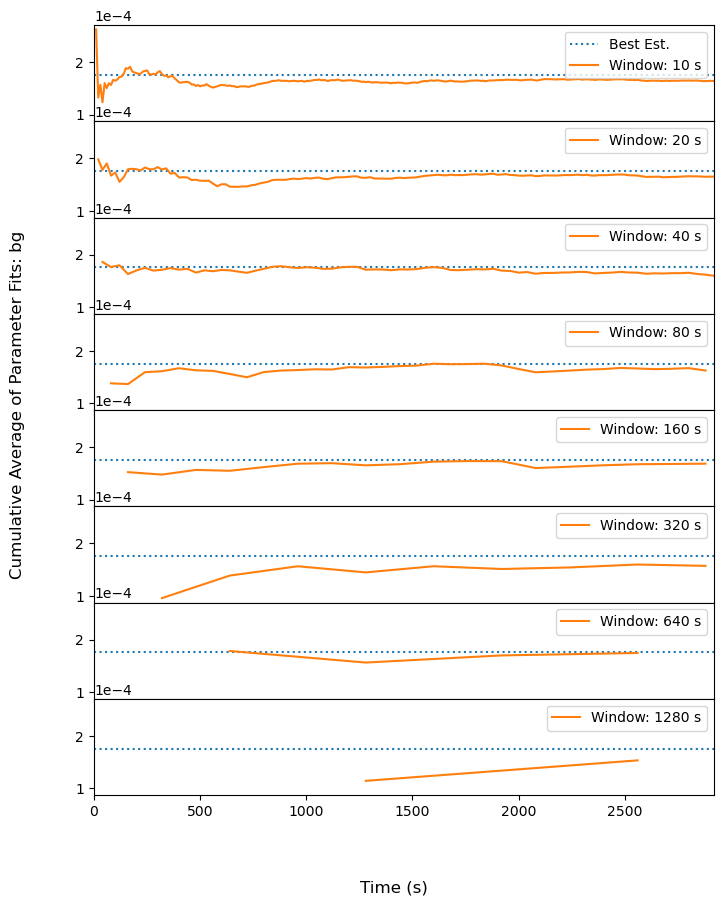 1e−4
2
1
Best Est.
Window: 10 s
1e−4
2
1
Window: 20 s
1e−4
2
1
Window: 40 s
1e−4
2
1
Window: 80 s
1e−4
2
1
Window: 160 s
1e−4
2
1
Window: 320 s
1e−4
2
1
Window: 640 s
1e−4
2
1
Window: 1280 s
0 500 1000 1500 2000 2500
Time (s)
Cumulative Average of Parameter Fits: bg